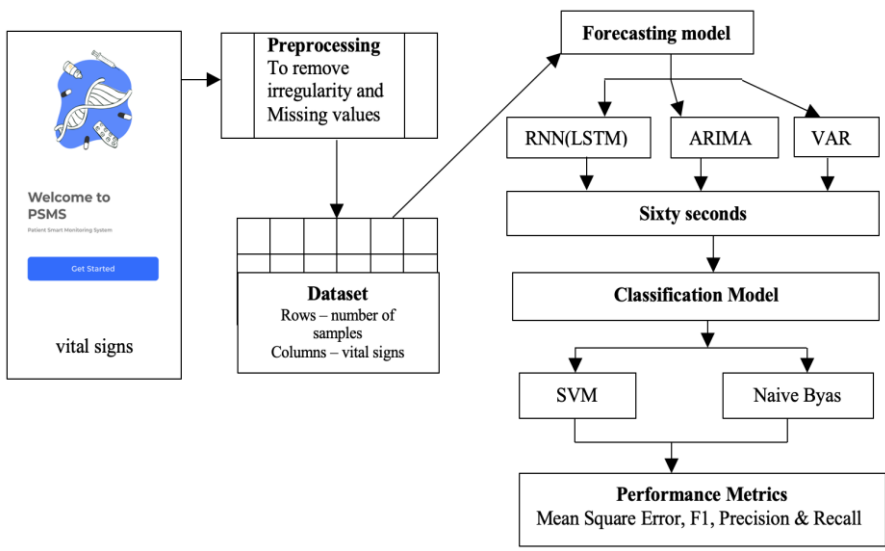 Welcome to
PSMS
Patient Smart Monitoring System
Get Started
vital signs
Preprocessing
To remove
irregularity and
Missing values
Dataset
Rows – number of
samples
Columns – vital signs
Forecasting model
RNN(LSTM)
ARIMA
VAR
Sixty seconds
Classification Model
SVM
Naive Byas
Performance Metrics
Mean Square Error, F1, Precision & Recall